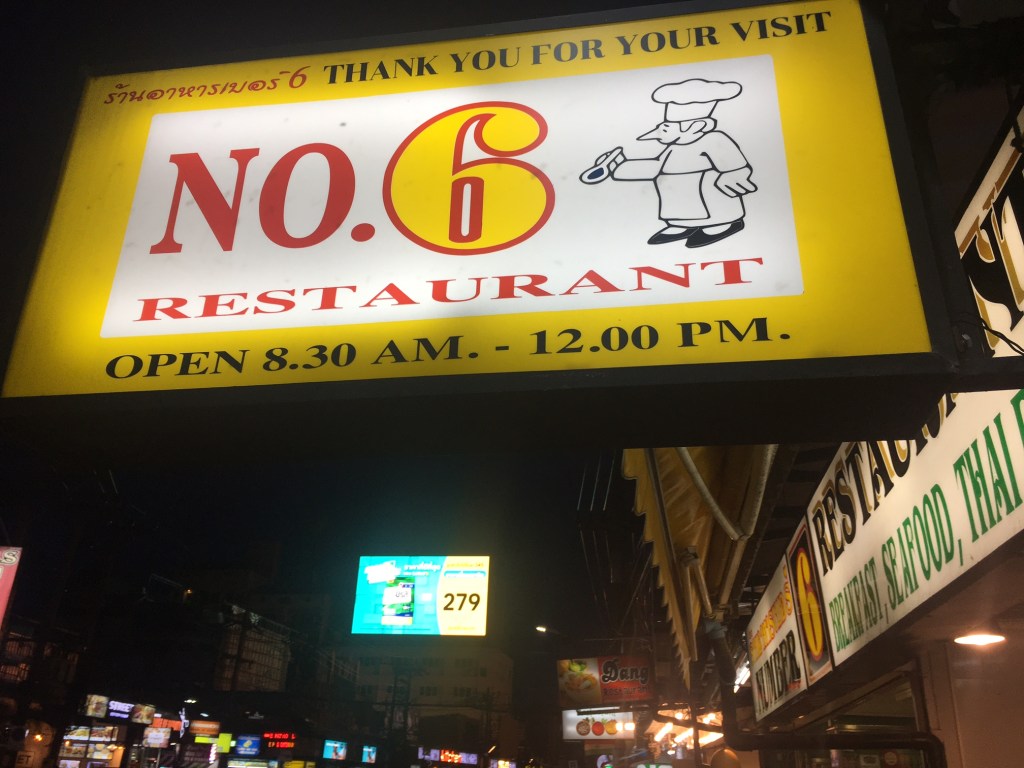 ร้านอาหารเบอร์ 6 THANK YOU FOR YOUR VISIT
NO. 6
RESTAURANT
OPEN 8.30 AM. - 12.00 PM.
RESTAURAN
BREAKFAST, SEAFOOD, THAI F
NUMBER 6
279
Dang